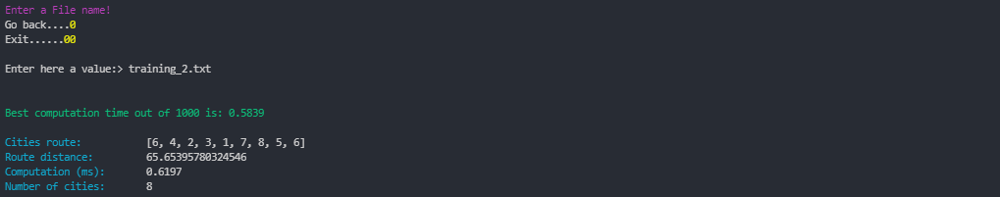 Enter a File name!
Go back....0
Exit......00
Enter here a value:> training_2.txt
Best computation time out of 1000 is: 0.5839
Cities route: [6, 4, 2, 3, 1, 7, 8, 5, 6]
Route distance: 65.65395780324546
Computation (ms): 0.6197
Number of cities: 8